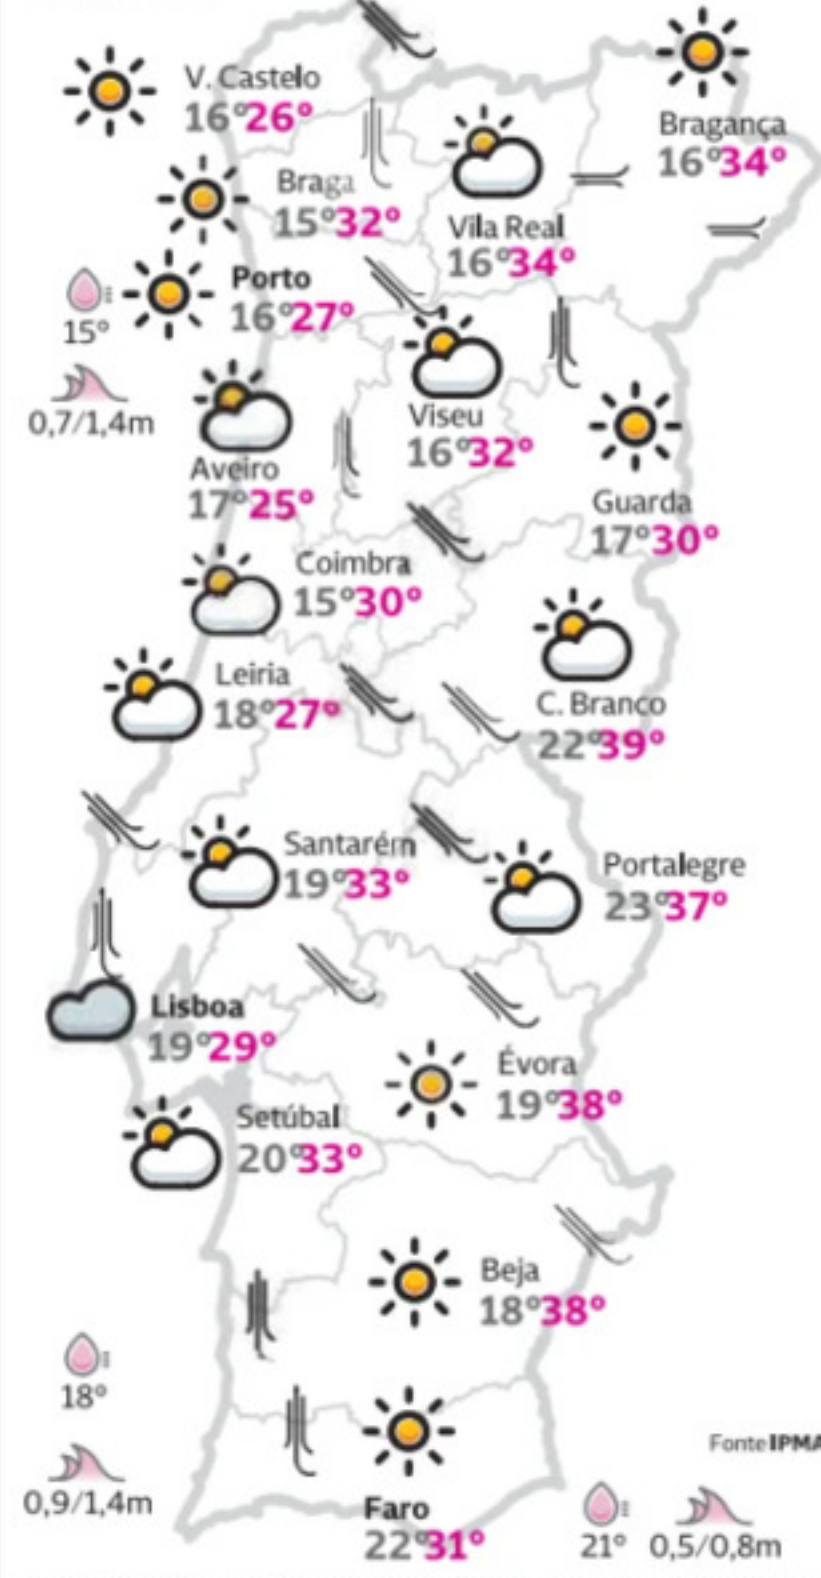 V. Castelo
16°26°
Bragança
16°34°
Braga
15°32°
Vila Real
16°34°
Porto
16°27°
15°
0,7/1,4m
Viseu
16°32°
Aveiro
17°25°
Guarda
17°30°
Coimbra
15°30°
Leiria
18°27°
C. Branco
22°39°
Santarém
19°33°
Portalegre
23°37°
Lisboa
19°29°
Évora
19°38°
Setúbal
20°33°
Beja
18°38°
18°
0,9/1,4m
Fonte IPMA
Faro
22°31°
21°
0,5/0,8m